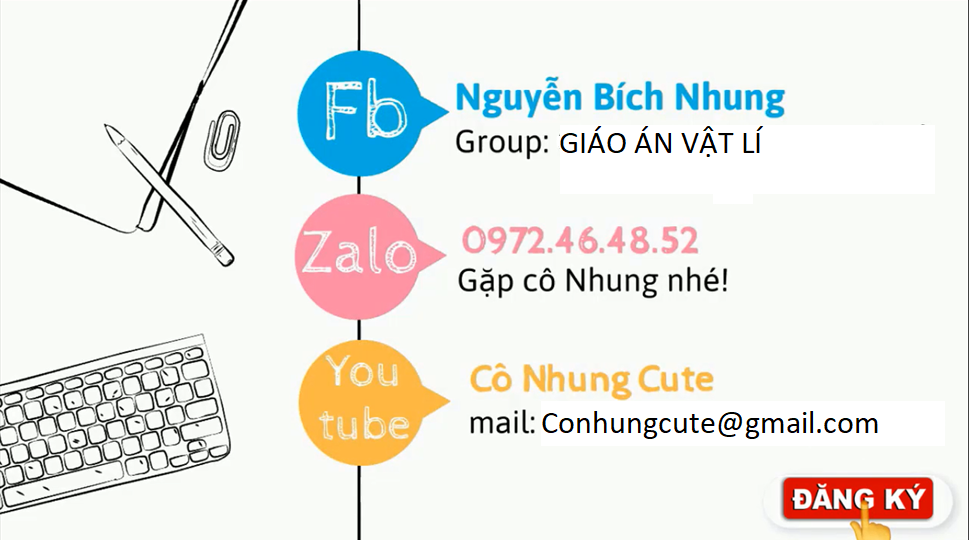 Fb
Nguyễn Bích Nhung
Group: GIÁO ÁN VẬT LÍ
Zalo
0972.46.48.52
Gặp cô Nhung nhé!
You
tube
Cô Nhung Cute
mail: Conhungcute@gmail.com
ĐĂNG KÝ